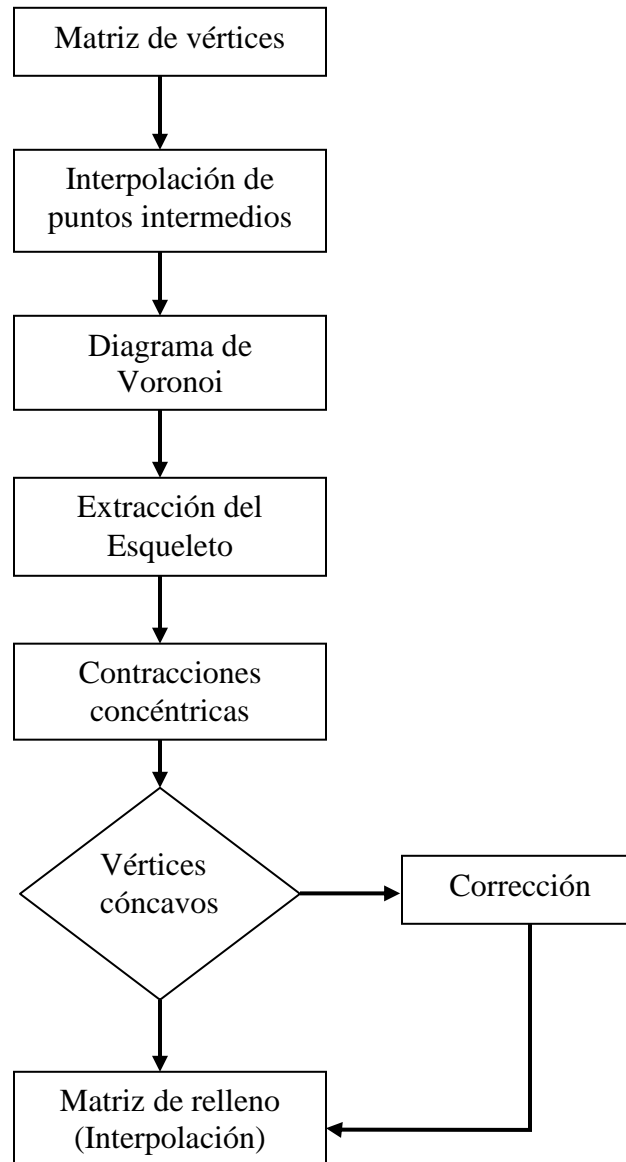 Matriz de vértices
Interpolación de
puntos intermedios
Diagrama de
Voronoi
Extracción del
Esqueleto
Contracciones
concéntricas
Vértices
cóncavos
Corrección
Matriz de relleno
(Interpolación)